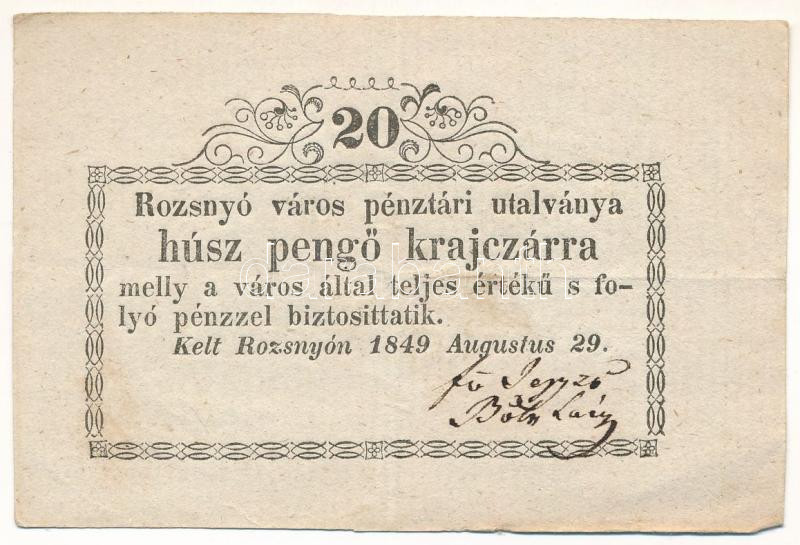 20
Rozsnyó város pénztári utalványa
húsz pengő krajczárra
melly a város által teljes értékű s fo-
lyó pénzzel biztosittatik.
Kelt Rozsnyón 1849 Augustus 29.
fő Jegyző
darabanth